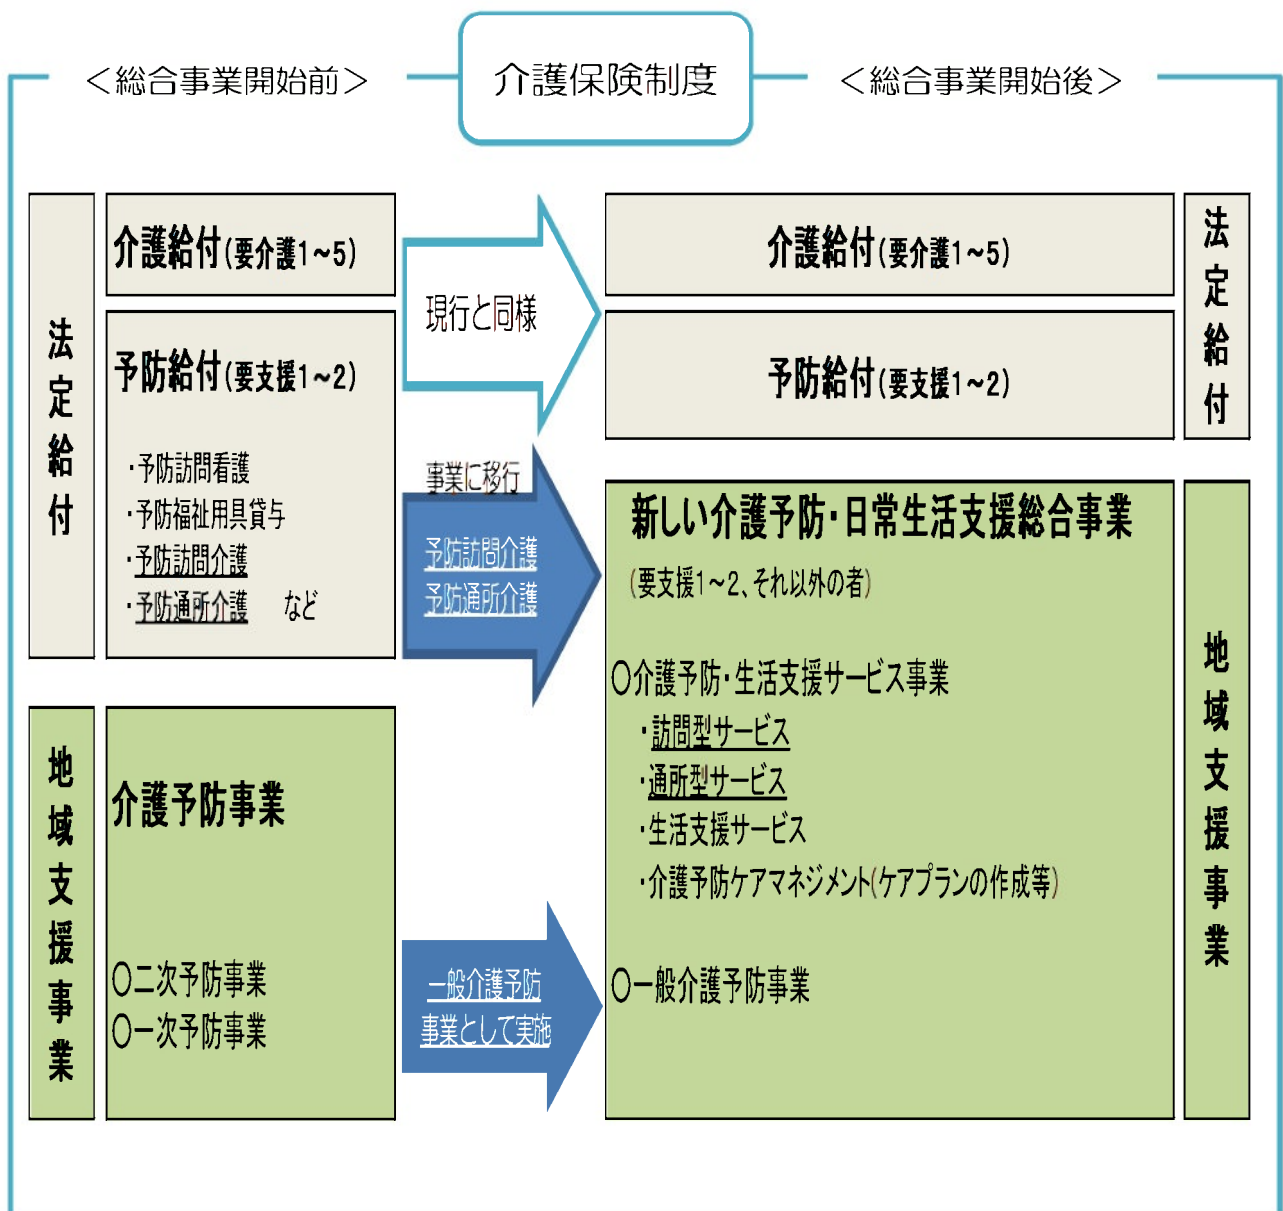 ＜総合事業開始前＞
介護保険制度
＜総合事業開始後＞
法定給付
介護給付(要介護1～5)
予防給付(要支援1～2)
・予防訪問看護
・予防福祉用具貸与
・予防訪問介護
・予防通所介護　など
地域支援事業
介護予防事業
○二次予防事業
○一次予防事業
現行と同様
事業に移行
予防訪問介護
予防通所介護
一般介護予防
事業として実施
介護給付(要介護1～5)
予防給付(要支援1～2)
法定給付
新しい介護予防・日常生活支援総合事業
(要支援1～2、それ以外の者)
○介護予防・生活支援サービス事業
・訪問型サービス
・通所型サービス
・生活支援サービス
・介護予防ケアマネジメント(ケアプランの作成等)
○一般介護予防事業
地域支援事業